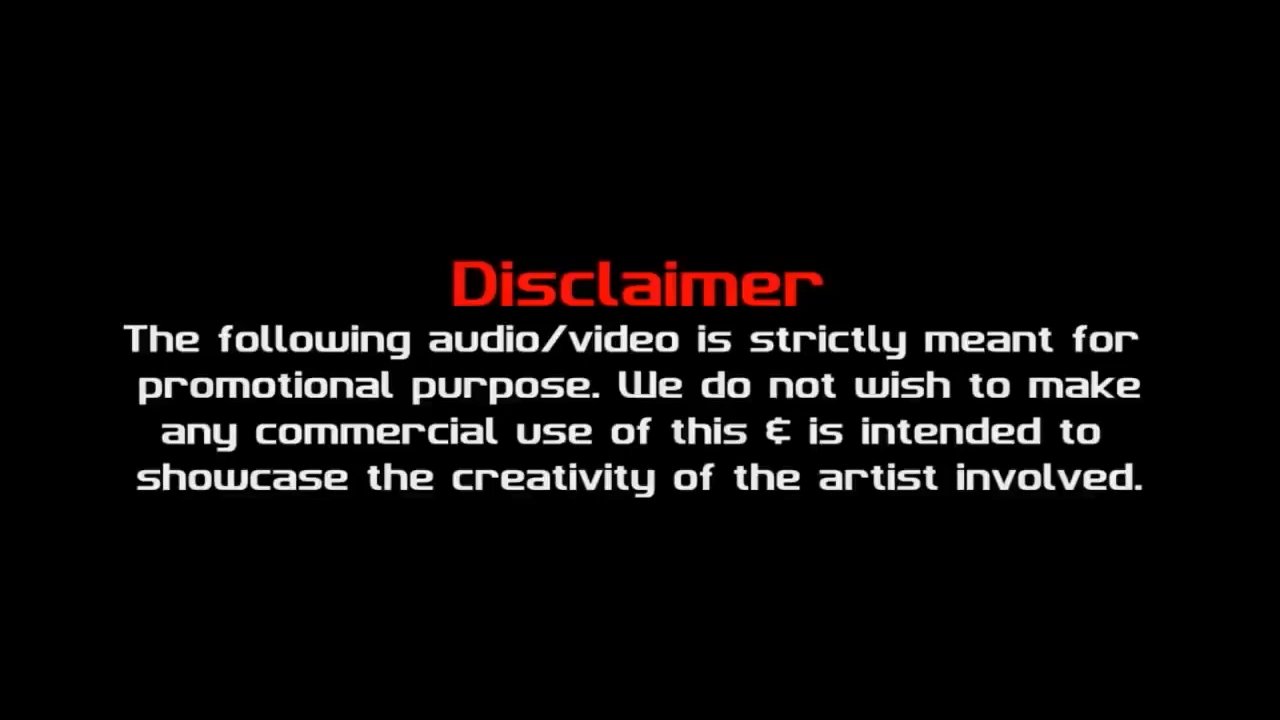 Disclaimer
The following audio/video is strictly meant for
promotional purpose. We do not wish to make
any commercial use of this & is intended to
showcase the creativity of the artist involved.